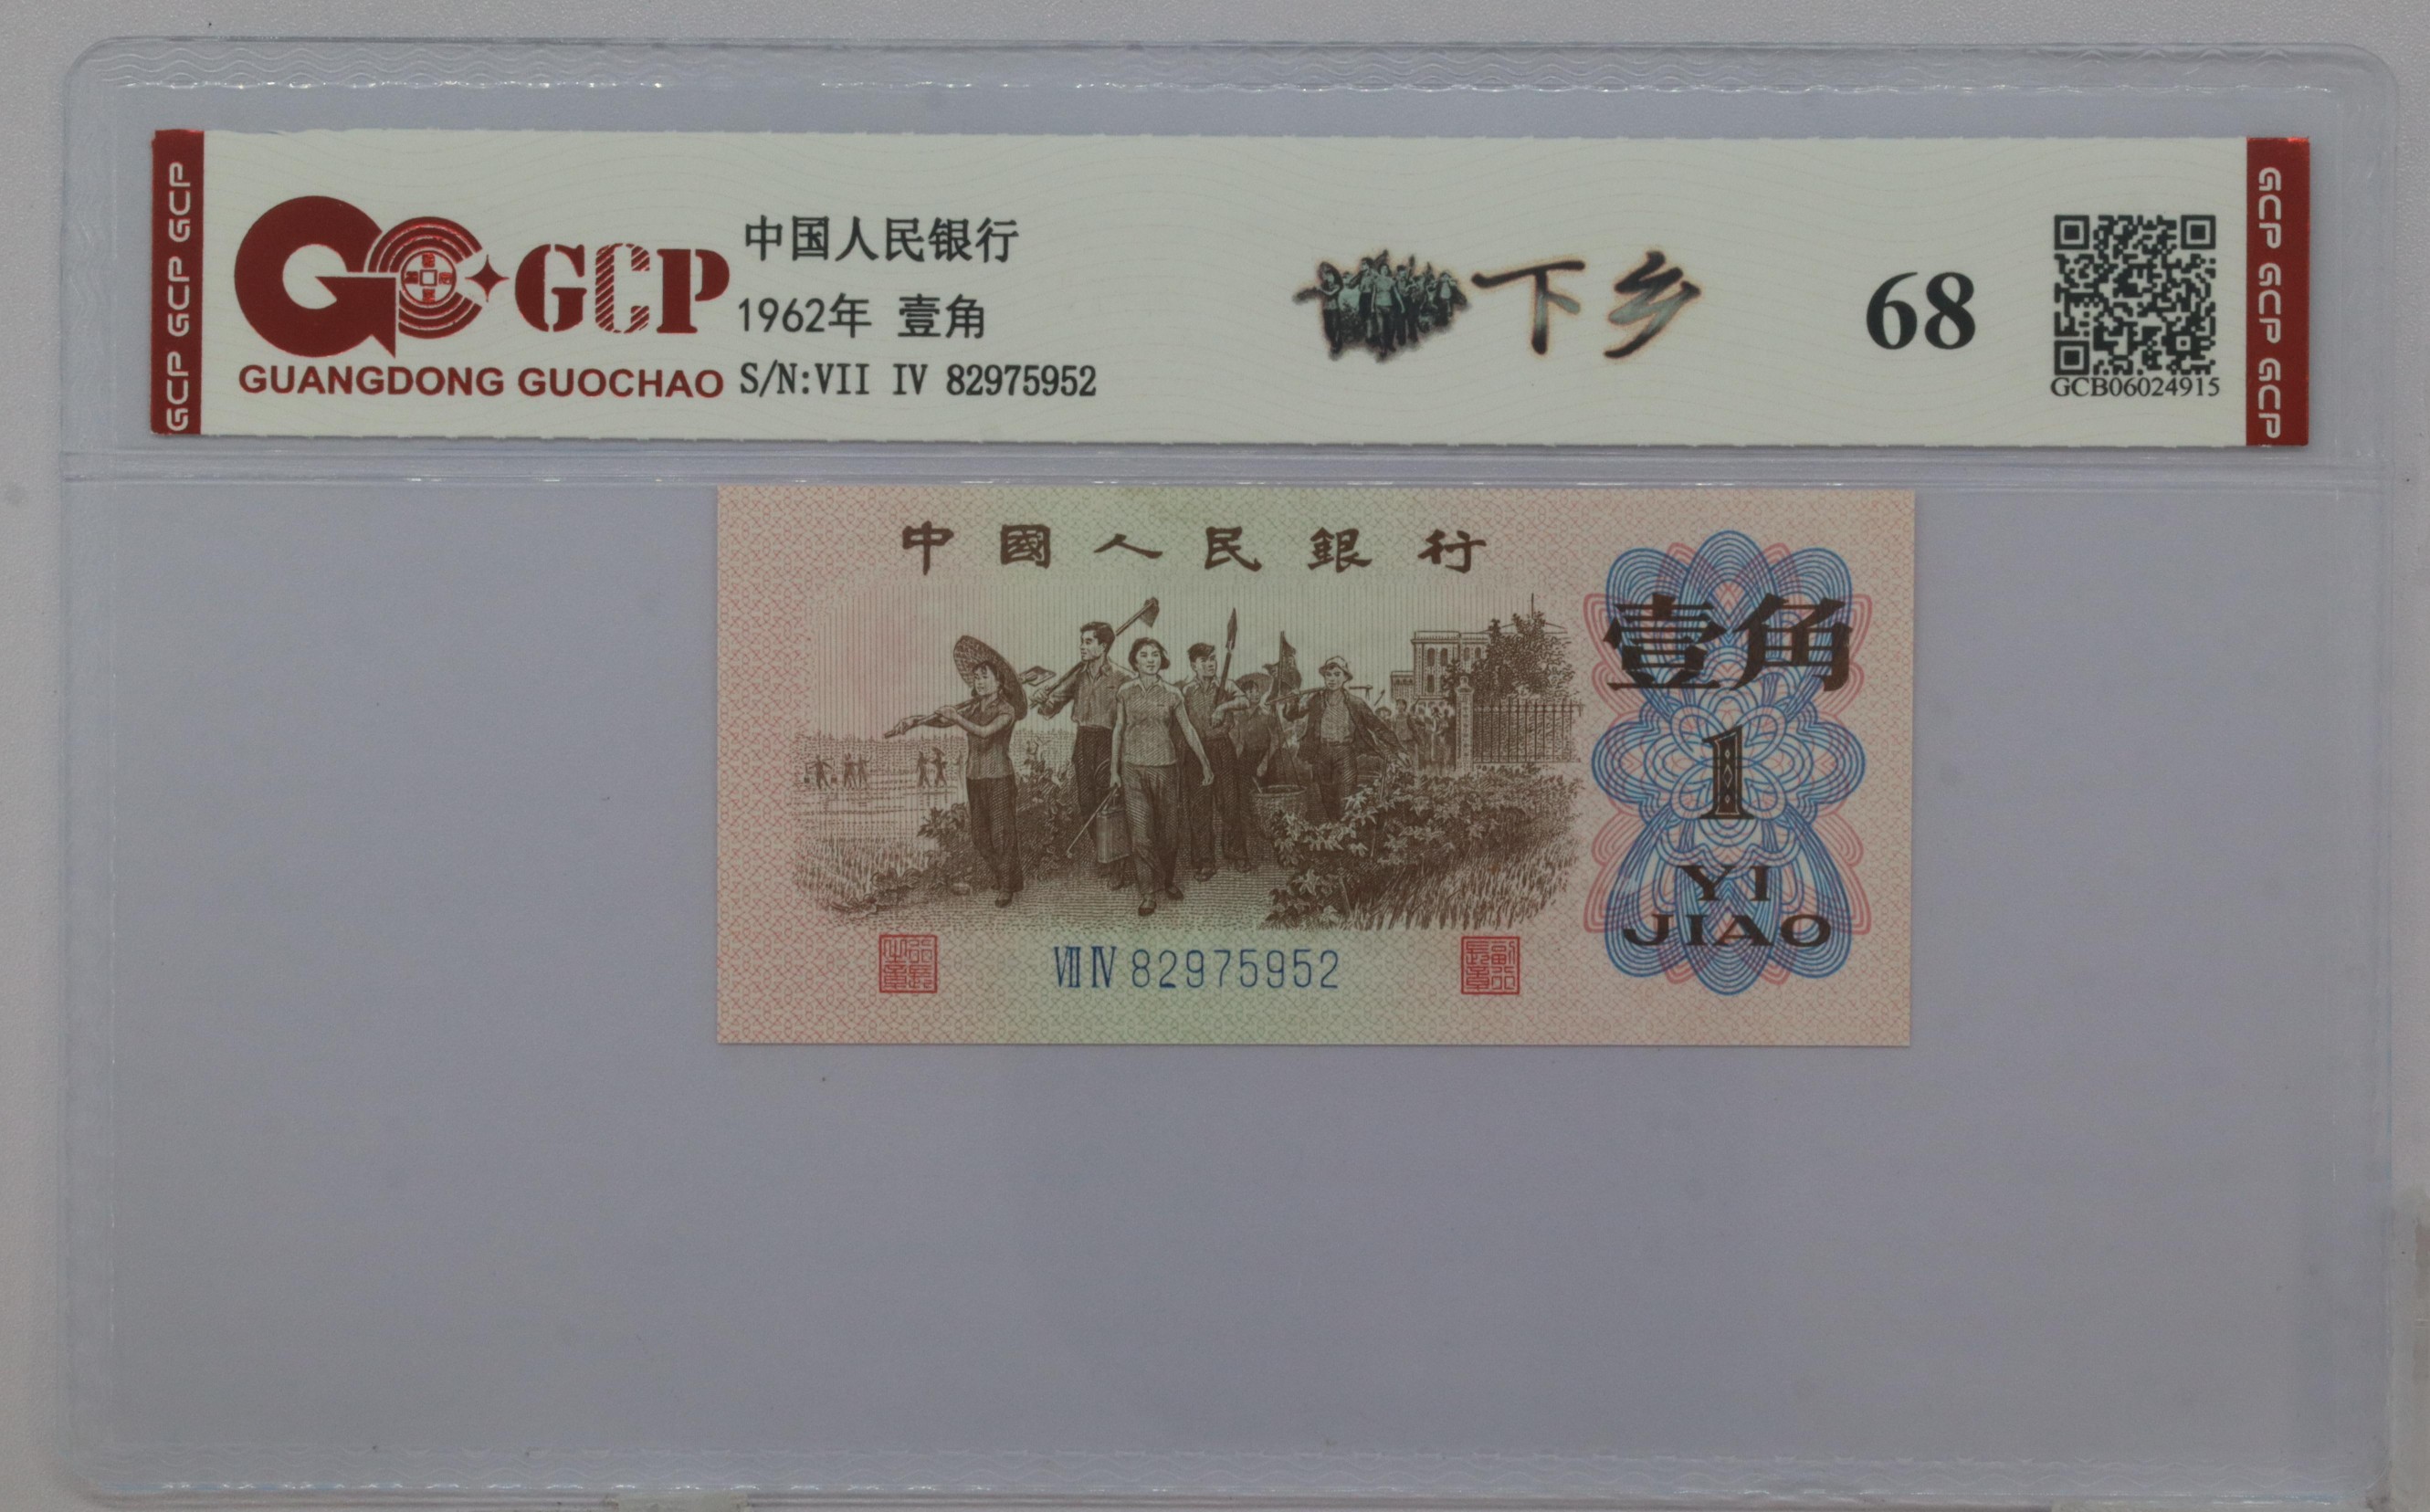 GCP GCP GCP
GCP
GUANGDONG GUOCHAO
中国人民银行
1962年 壹角
S/N:VII IV 82975952
下乡
68
GCB06024915
GCP GCP GCP
中國人民銀行
壹角
1
YI
JIAO
VII IV 82975952